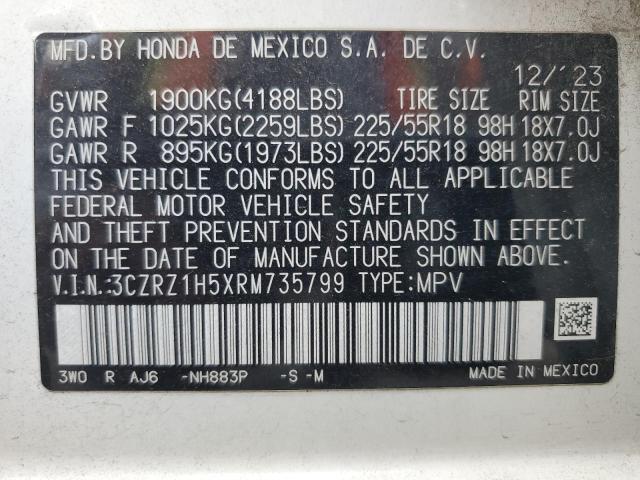 MFD.BY HONDA DE MEXICO S.A. DE C.V.
12/'23
GVWR 1900KG(4188LBS) TIRE SIZE RIM SIZE
GAWR F 1025KG(2259LBS) 225/55R18 98H 18X7.0J
GAWR R 895KG(1973LBS) 225/55R18 98H 18X7.0J
THIS VEHICLE CONFORMS TO ALL APPLICABLE
FEDERAL MOTOR VEHICLE SAFETY
AND THEFT PREVENTION STANDARDS IN EFFECT
ON THE DATE OF MANUFACTURE SHOWN ABOVE.
V.I.N.:3CZRZ1H5XRM735799 TYPE:MPV
3W0 R AJ6 -NH883P -S -M MADE IN MEXICO